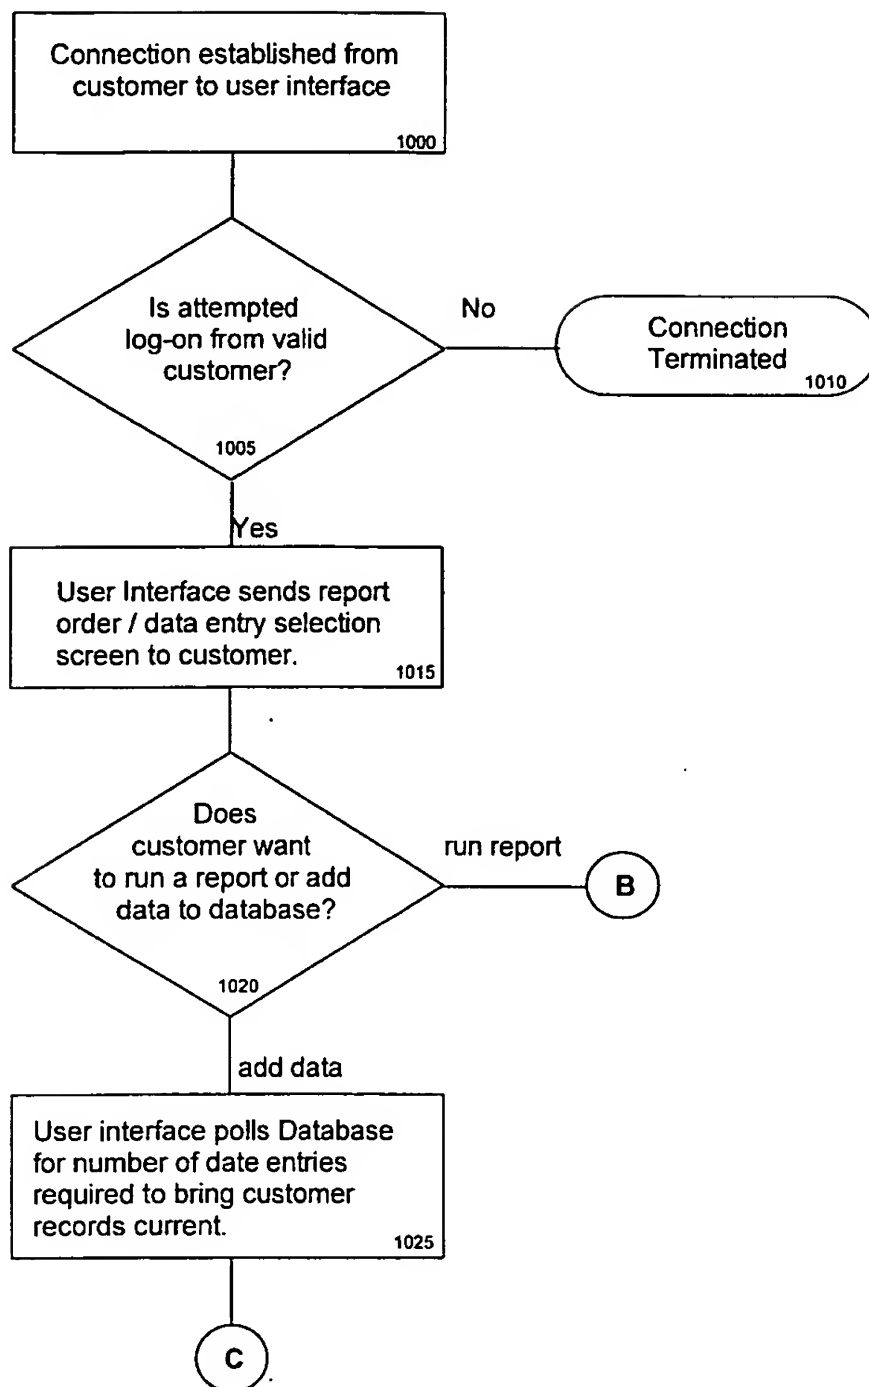 Connection established from
customer to user interface
1000
Is attempted
log-on from valid
customer?
1005
No
Connection
Terminated
1010
Yes
User Interface sends report
order / data entry selection
screen to customer.
1015
Does
customer want
to run a report or add
data to database?
1020
run report
B
add data
User interface polls Database
for number of date entries
required to bring customer
records current.
1025
C